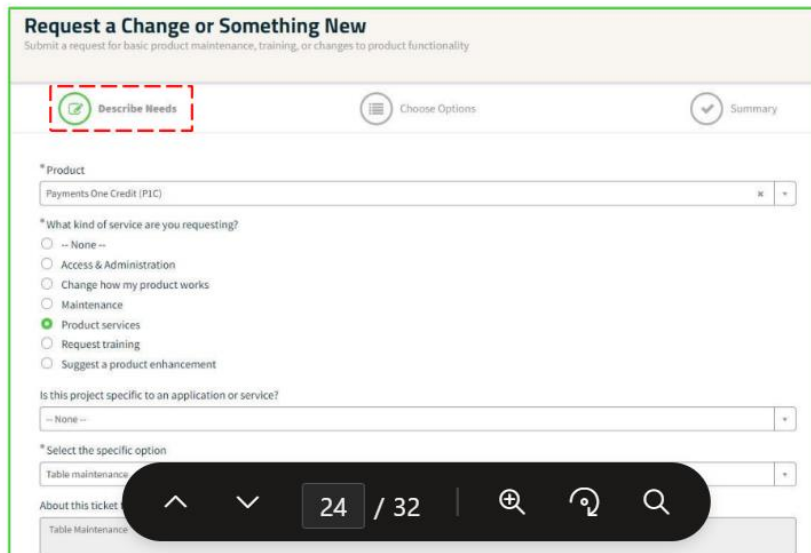 Request a Change or Something New
Submit a request for basic product maintenance, training, or changes to product functionality
Describe Needs
Choose Options
Summary
*Product
Payments One Credit (P1C)
*What kind of service are you requesting?
-- None --
Access & Administration
Change how my product works
Maintenance
Product services
Request training
Suggest a product enhancement
Is this project specific to an application or service?
-- None --
*Select the specific option
Table maintenance
About this ticket
Table Maintenance
24 / 32